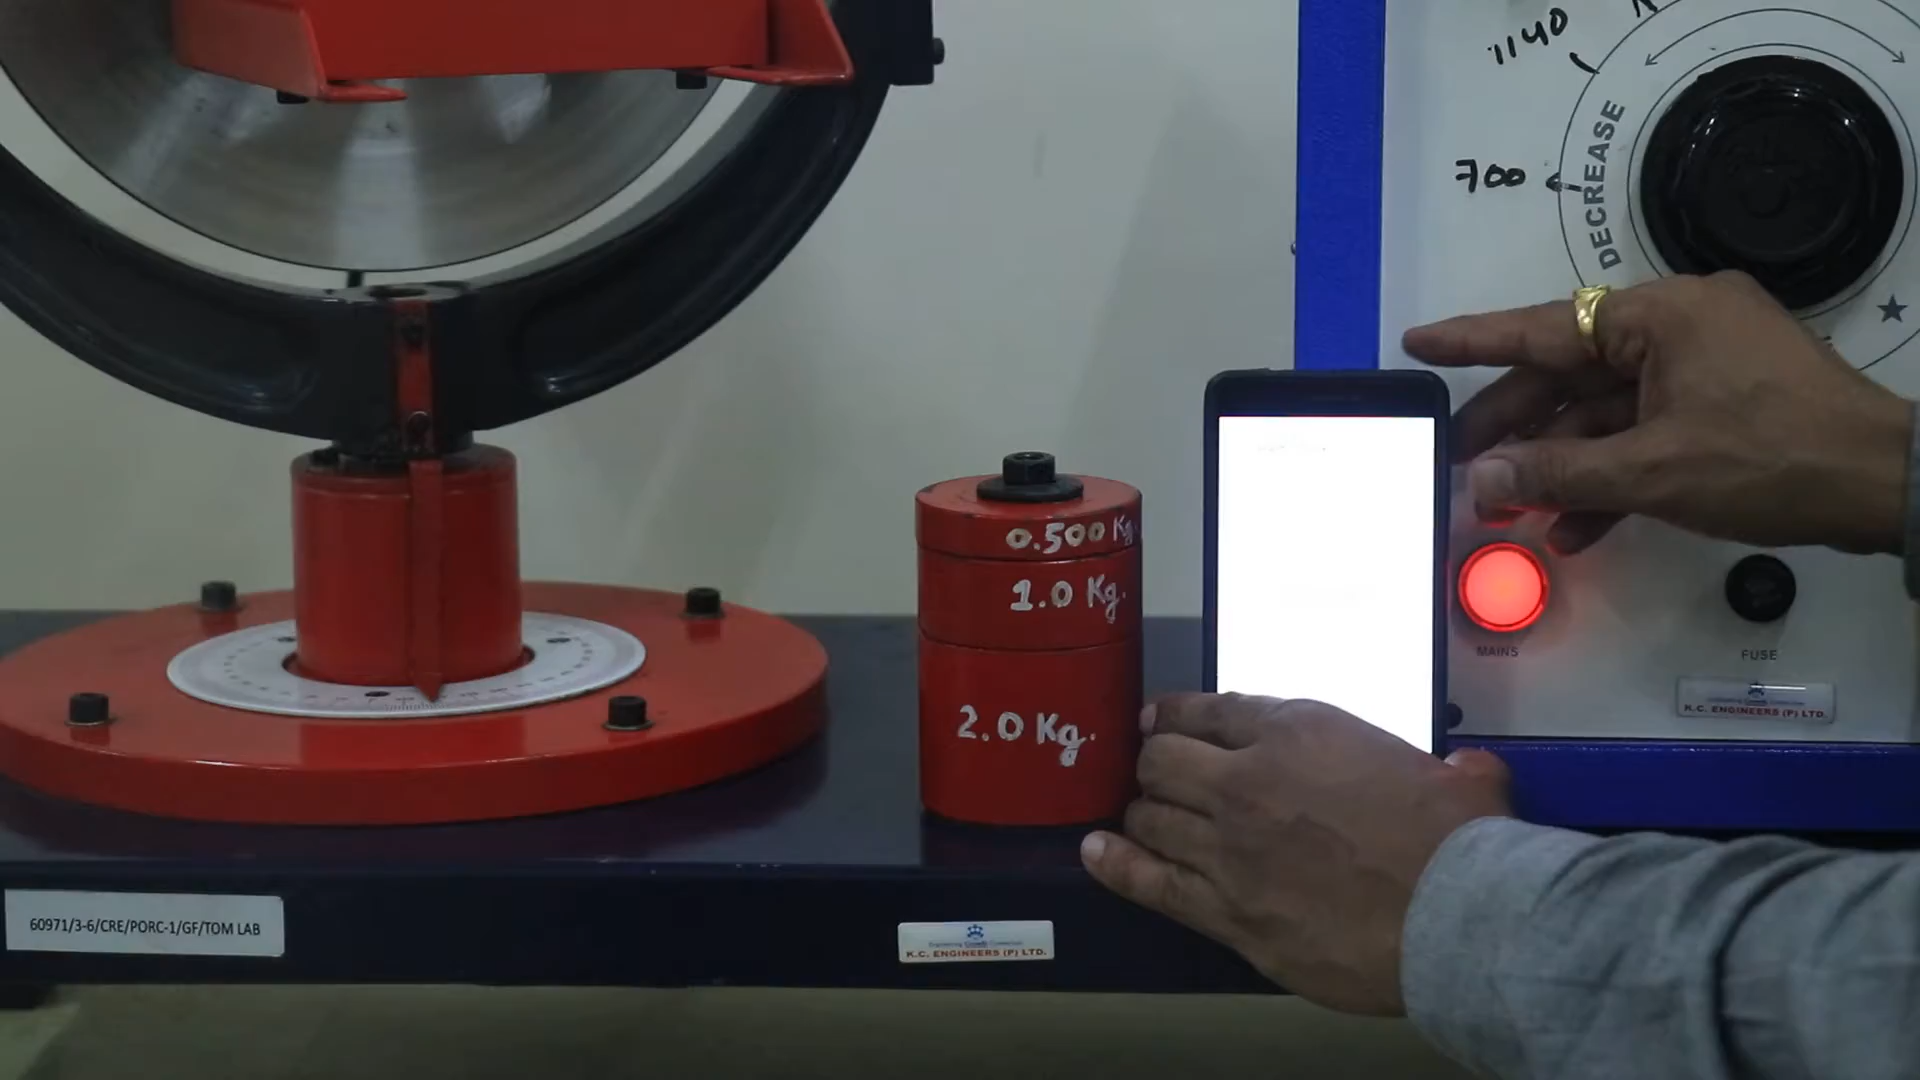 1140
700
DECREASE
0.500 Kg.
1.0 Kg.
2.0 Kg.
MAINS
FUSE
K.C. ENGINEERS (P) LTD.
60971/3-6/CRE/PORC-1/GF/TOM LAB
K.C. ENGINEERS (P) LTD.